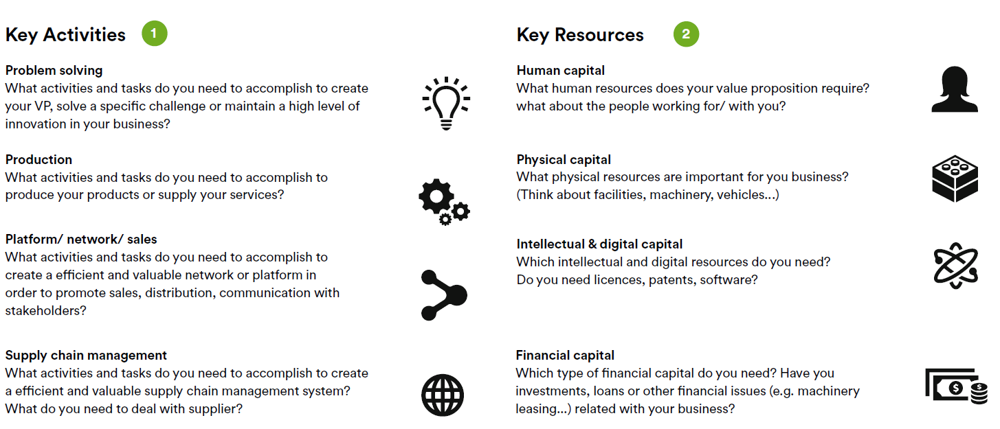 Key Activities 1
Problem solving
What activities and tasks do you need to accomplish to create
your VP, solve a specific challenge or maintain a high level of
innovation in your business?
Production
What activities and tasks do you need to accomplish to
produce your products or supply your services?
Platform/ network/ sales
What activities and tasks do you need to accomplish to
create a efficient and valuable network or platform in
order to promote sales, distribution, communication with
stakeholders?
Supply chain management
What activities and tasks do you need to accomplish to create
a efficient and valuable supply chain management system?
What do you need to deal with supplier?
Key Resources 2
Human capital
What human resources does your value proposition require?
what about the people working for/ with you?
Physical capital
What physical resources are important for you business?
(Think about facilities, machinery, vehicles...)
Intellectual & digital capital
Which intellectual and digital resources do you need?
Do you need licences, patents, software?
Financial capital
Which type of financial capital do you need? Have you
investments, loans or other financial issues (e.g. machinery
leasing...) related with your business?
$
$